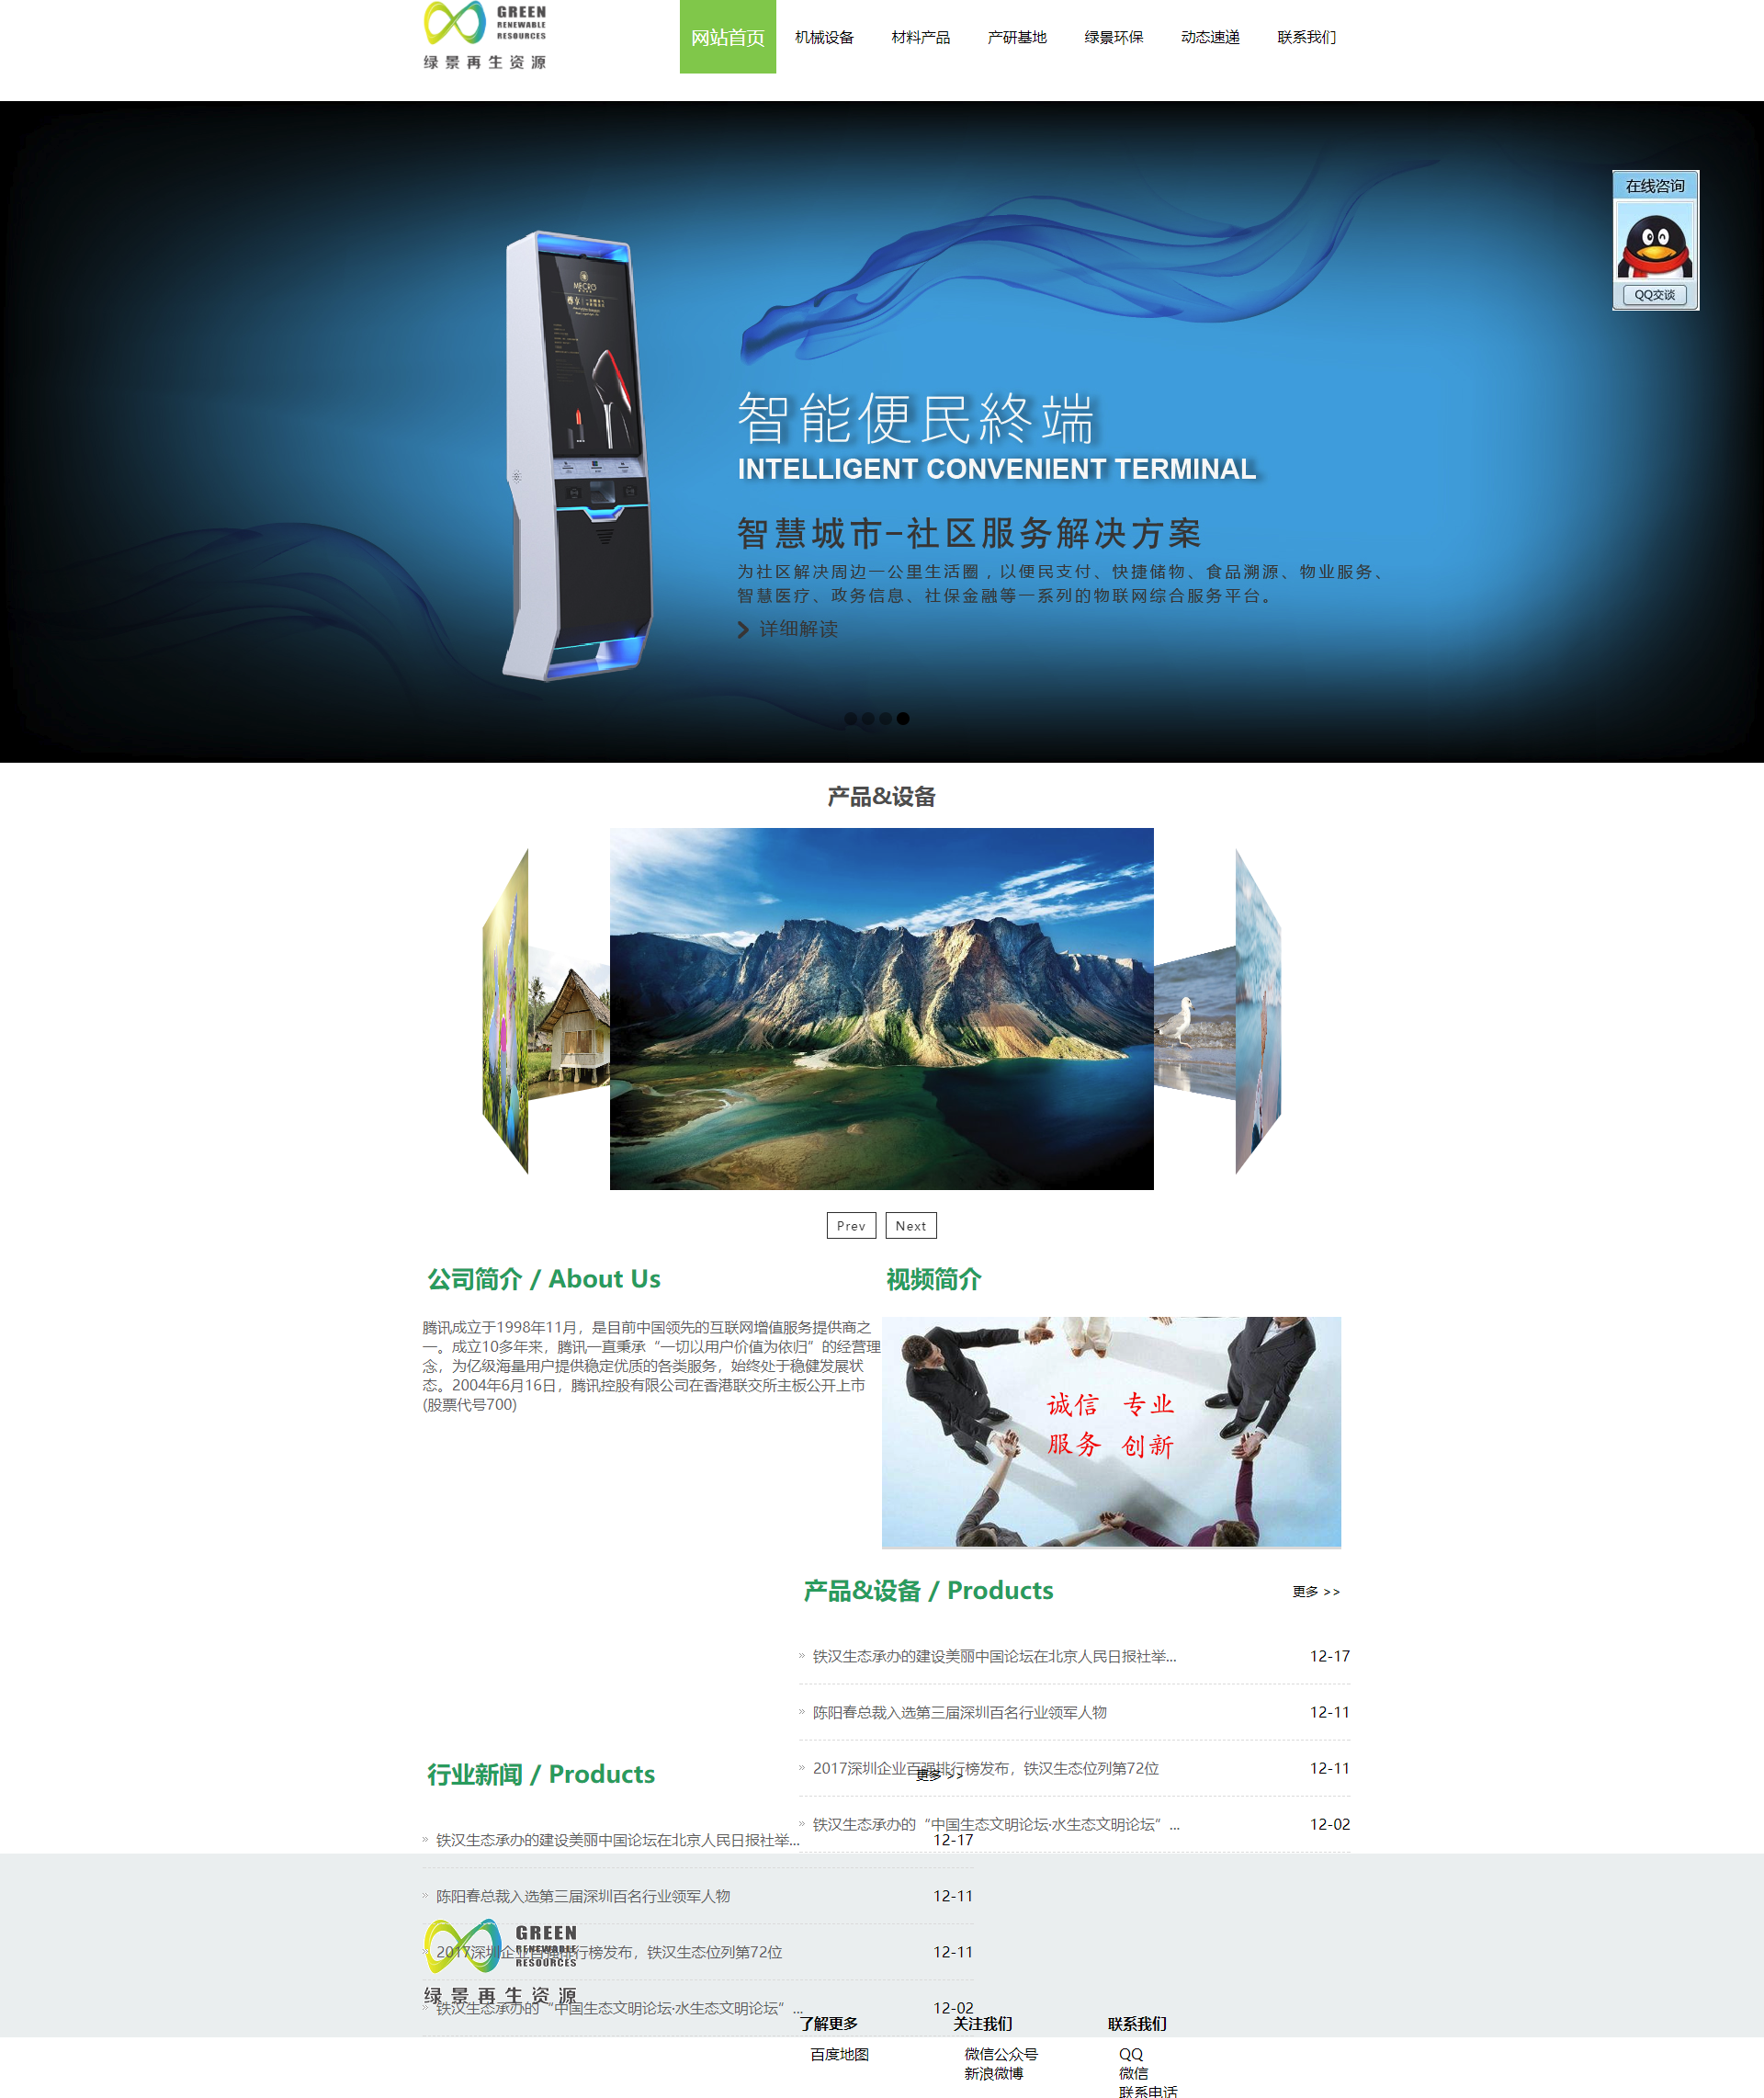 GREEN
RENEWABLE
RESOURCES
绿景再生资源
网站首页
机械设备
材料产品
产研基地
绿景环保
动态速递
联系我们
在线咨询
QQ交谈
MECRO
智能便民終端
INTELLIGENT CONVENIENT TERMINAL
智慧城市-社区服务解决方案
为社区解决周边一公里生活圈，以便民支付、快捷储物、食品溯源、物业服务、
智慧医疗、政务信息、社保金融等一系列的物联网综合服务平台。
详细解读
产品&设备
Prev
Next
公司简介 / About Us
腾讯成立于1998年11月，是目前中国领先的互联网增值服务提供商之
一。成立10多年来，腾讯一直秉承“一切以用户价值为依归”的经营理
念，为亿级海量用户提供稳定优质的各类服务，始终处于稳健发展状
态。2004年6月16日，腾讯控股有限公司在香港联交所主板公开上市
(股票代号700)
视频简介
诚信 专业
服务 创新
产品&设备 / Products
更多 >>
铁汉生态承办的建设美丽中国论坛在北京人民日报社举... 12-17
陈阳春总裁入选第三届深圳百名行业领军人物 12-11
2017深圳企业百强排行榜发布，铁汉生态位列第72位 12-11
铁汉生态承办的“中国生态文明论坛·水生态文明论坛”... 12-02
行业新闻 / Products
更多 >>
铁汉生态承办的建设美丽中国论坛在北京人民日报社举... 12-17
陈阳春总裁入选第三届深圳百名行业领军人物 12-11
2017深圳企业百强排行榜发布，铁汉生态位列第72位 12-11
铁汉生态承办的“中国生态文明论坛·水生态文明论坛”... 12-02
GREEN
RENEWABLE
RESOURCES
绿景再生资源
了解更多
百度地图
关注我们
微信公众号
新浪微博
联系我们
QQ
微信
联系电话